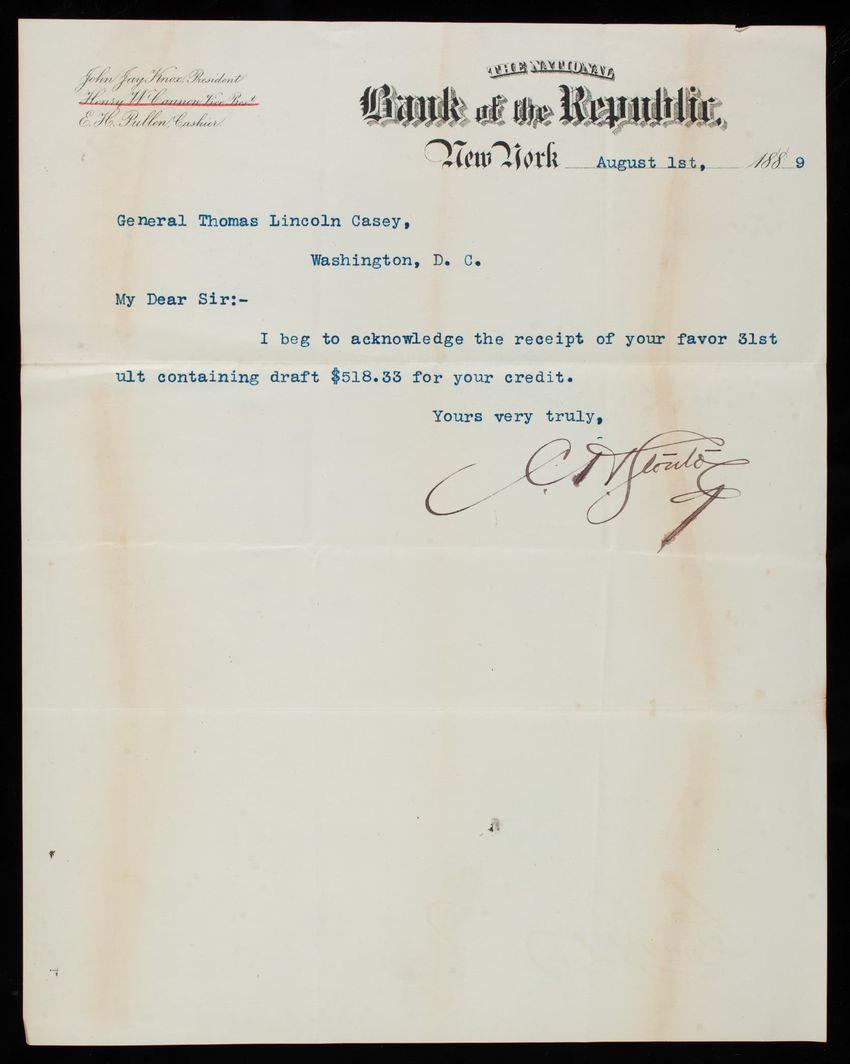 John Jay Knox, President
Henry W. Cannon, Vice Prest
E. H. Pullen, Cashier.
THE NATIONAL
Bank of the Republic.
New York August 1st, 1889
General Thomas Lincoln Casey,
Washington, D. C.
My Dear Sir:-
I beg to acknowledge the receipt of your favor 31st
ult containing draft $518.33 for your credit.
Yours very truly,